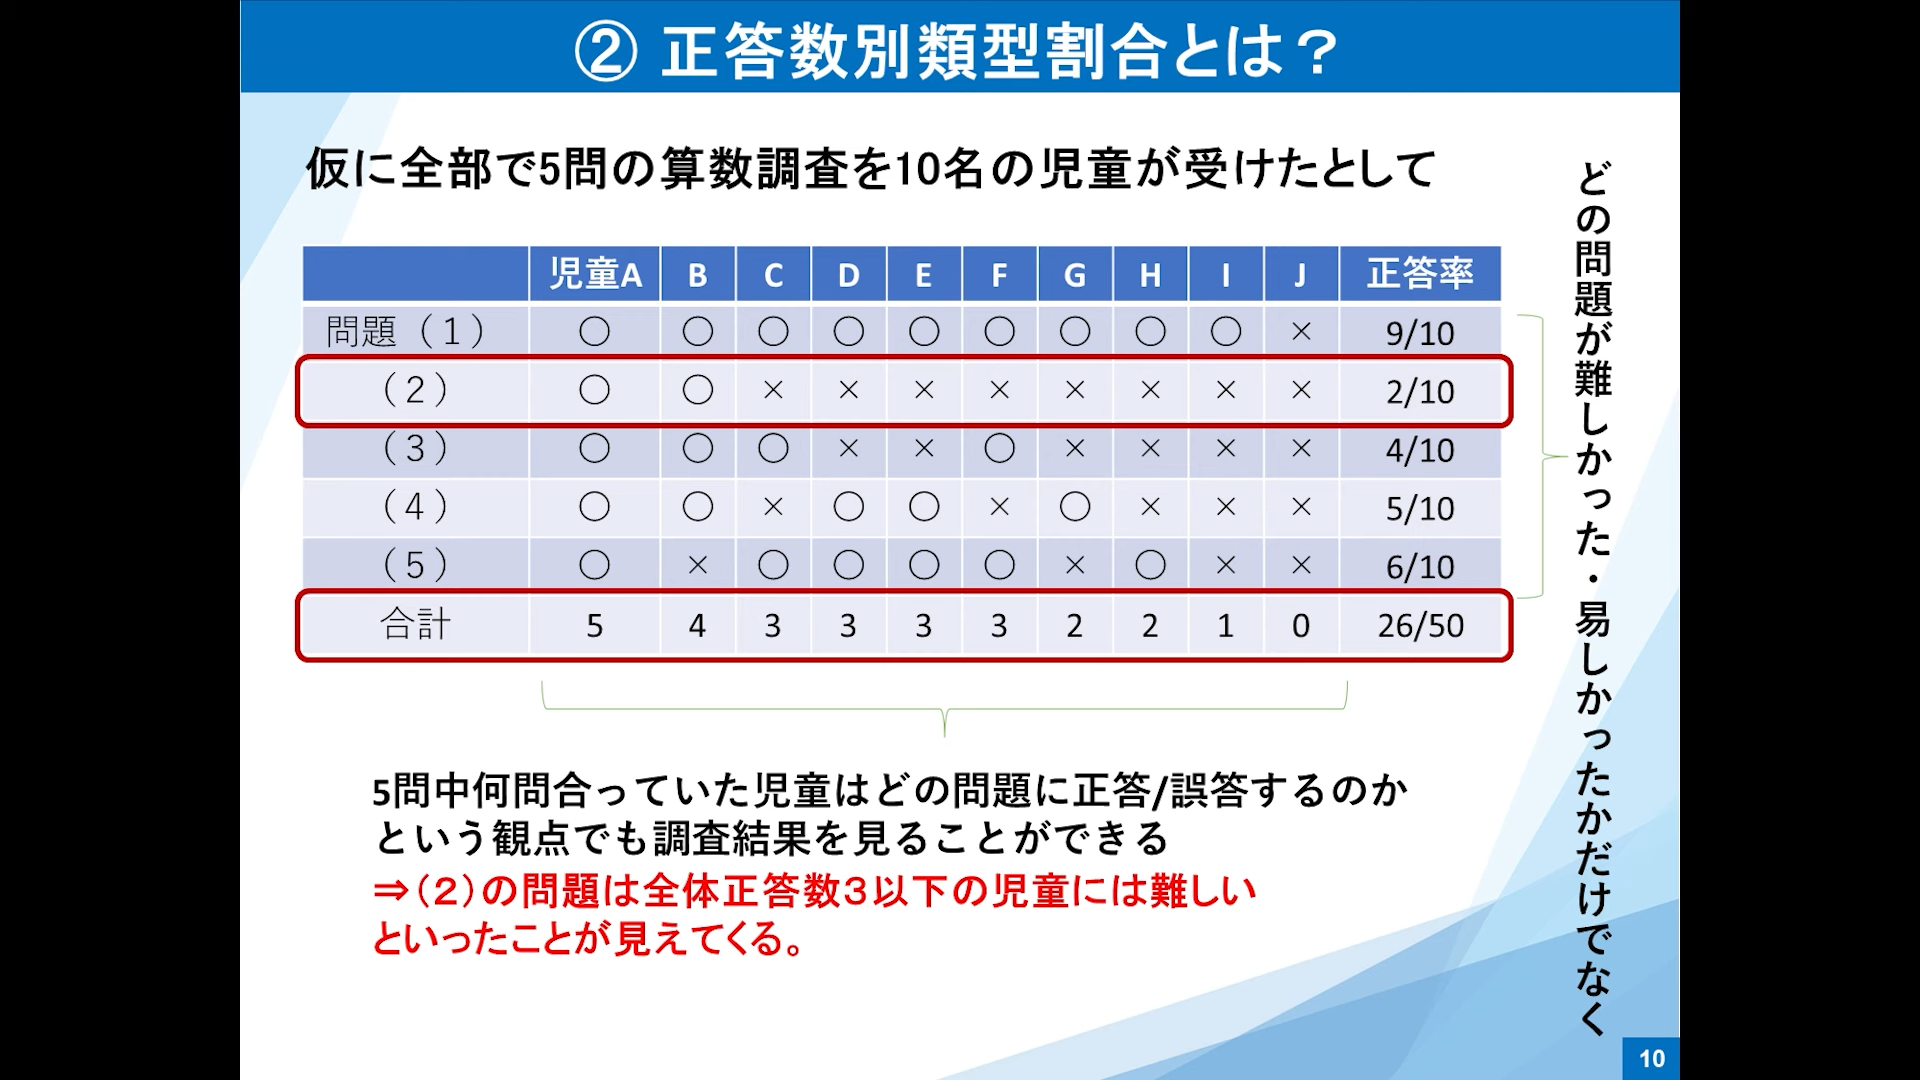 ② 正答数別類型割合とは？
仮に全部で5問の算数調査を10名の児童が受けたとして
児童A B C D E F G H I J 正答率
問題（１） 〇 〇 〇 〇 〇 〇 〇 〇 〇 × 9/10
（２） 〇 〇 × × × × × × × × 2/10
（３） 〇 〇 〇 × × 〇 × × × × 4/10
（４） 〇 〇 × 〇 〇 × 〇 × × × 5/10
（５） 〇 × 〇 〇 〇 〇 × 〇 × × 6/10
合計 5 4 3 3 3 3 2 2 1 0 26/50
どの問題が難しかった・易しかったかだけでなく
5問中何問合っていた児童はどの問題に正答/誤答するのか
という観点でも調査結果を見ることができる
⇒（２）の問題は全体正答数３以下の児童には難しい
といったことが見えてくる。
10